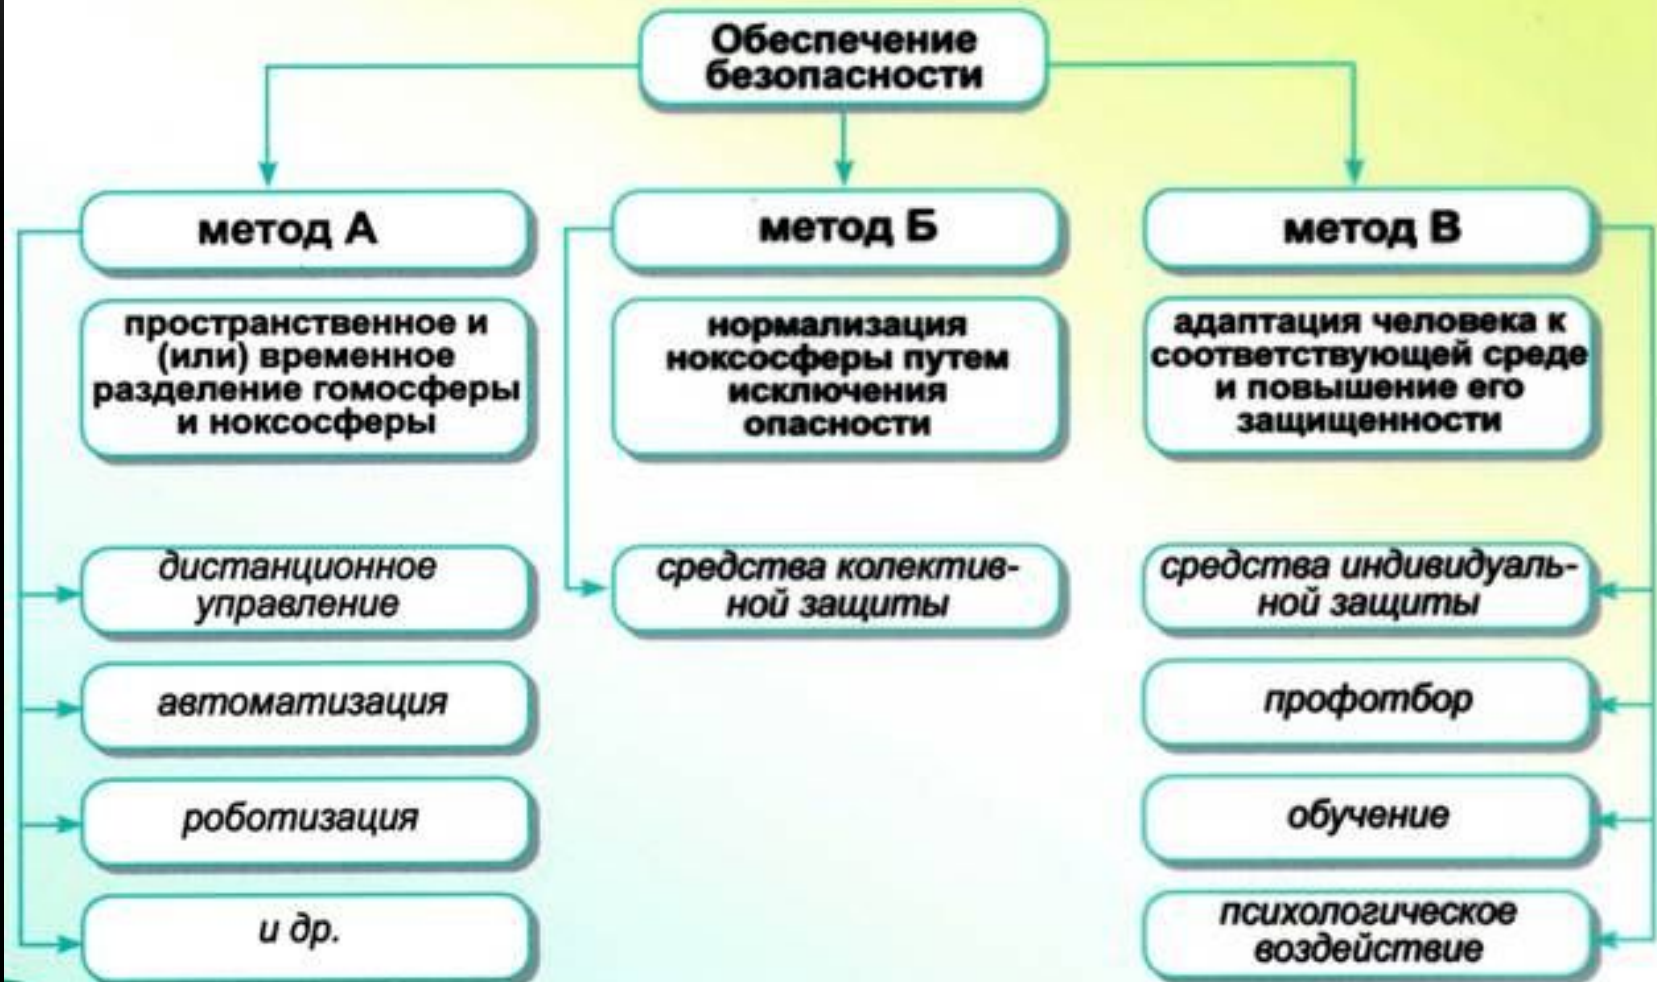 Обеспечение
безопасности
метод А
пространственное и
(или) временное
разделение гомосферы
и ноксосферы
дистанционное
управление
автоматизация
роботизация
и др.
метод Б
нормализация
ноксосферы путем
исключения
опасности
средства колектив-
ной защиты
метод В
адаптация человека к
соответствующей среде
и повышение его
защищенности
средства индивидуаль-
ной защиты
профотбор
обучение
психологическое
воздействие